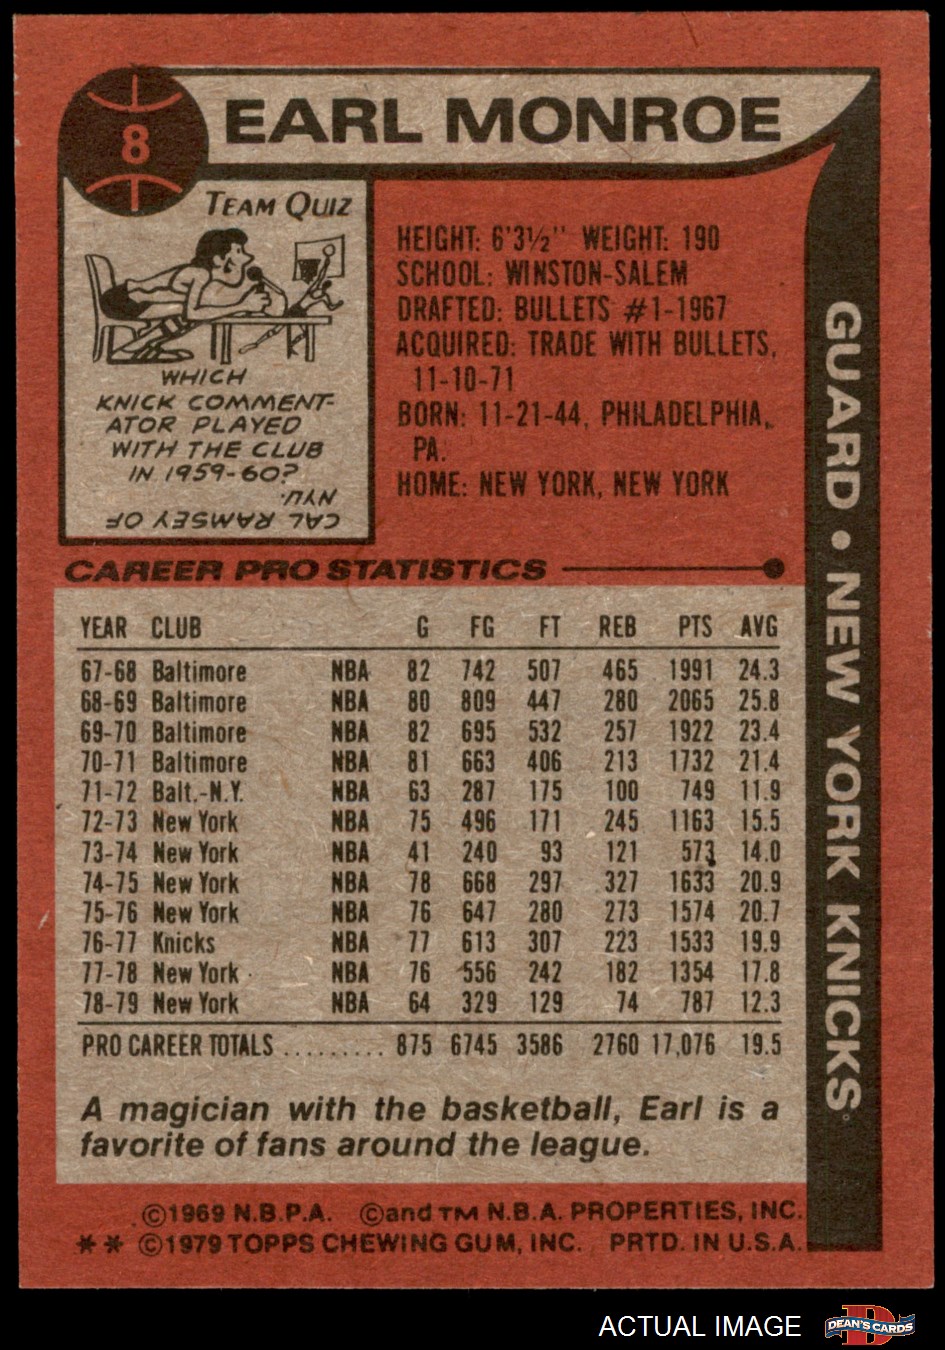 8
EARL MONROE
TEAM QUIZ
WHICH
KNICK COMMENT-
ATOR PLAYED
WITH THE CLUB
IN 1959-60?
CAL RAMSEY OF
NYU.
HEIGHT: 6'3½" WEIGHT: 190
SCHOOL: WINSTON-SALEM
DRAFTED: BULLETS #1-1967
ACQUIRED: TRADE WITH BULLETS,
11-10-71
BORN: 11-21-44, PHILADELPHIA,
PA.
HOME: NEW YORK, NEW YORK
GUARD • NEW YORK KNICKS
CAREER PRO STATISTICS
YEAR CLUB G FG FT REB PTS AVG
67-68 Baltimore NBA 82 742 507 465 1991 24.3
68-69 Baltimore NBA 80 809 447 280 2065 25.8
69-70 Baltimore NBA 82 695 532 257 1922 23.4
70-71 Baltimore NBA 81 663 406 213 1732 21.4
71-72 Balt.-N.Y. NBA 63 287 175 100 749 11.9
72-73 New York NBA 75 496 171 245 1163 15.5
73-74 New York NBA 41 240 93 121 573 14.0
74-75 New York NBA 78 668 297 327 1633 20.9
75-76 New York NBA 76 647 280 273 1574 20.7
76-77 Knicks NBA 77 613 307 223 1533 19.9
77-78 New York NBA 76 556 242 182 1354 17.8
78-79 New York NBA 64 329 129 74 787 12.3
PRO CAREER TOTALS ......... 875 6745 3586 2760 17,076 19.5
A magician with the basketball, Earl is a
favorite of fans around the league.
©1969 N.B.P.A. ©and TM N.B.A. PROPERTIES, INC.
** ©1979 TOPPS CHEWING GUM, INC. PRTD. IN U.S.A.
ACTUAL IMAGE
DEAN'S CARDS